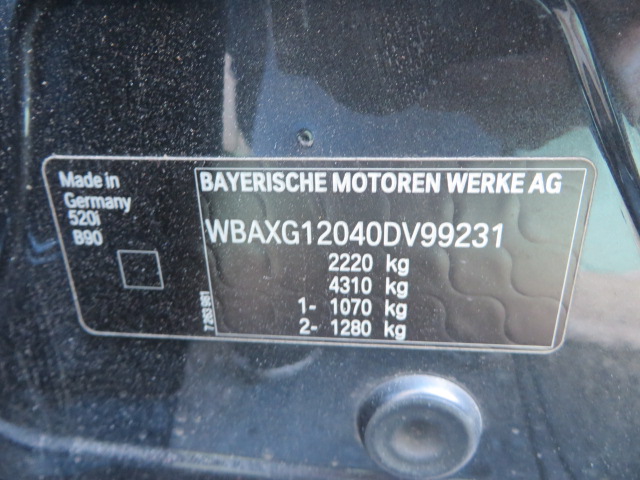 Made in
Germany
520i
B90
BAYERISCHE MOTOREN WERKE AG
WBAXG12040DV99231
2220 kg
4310 kg
1- 1070 kg
2- 1280 kg